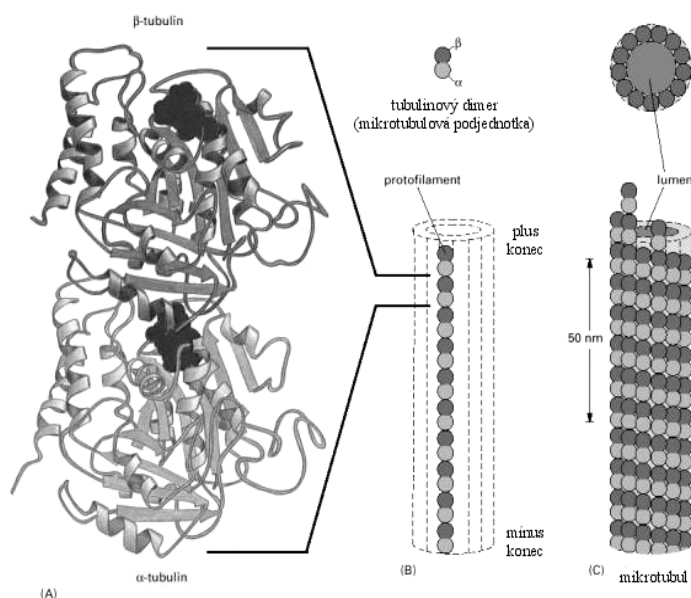 β-tubulin
β
α
tubulinový dimer
(mikrotubulová podjednotka)
protofilament
lumen
plus
konec
50 nm
mínus
konec
α-tubulin
(A)
(B)
(C)
mikrotubul